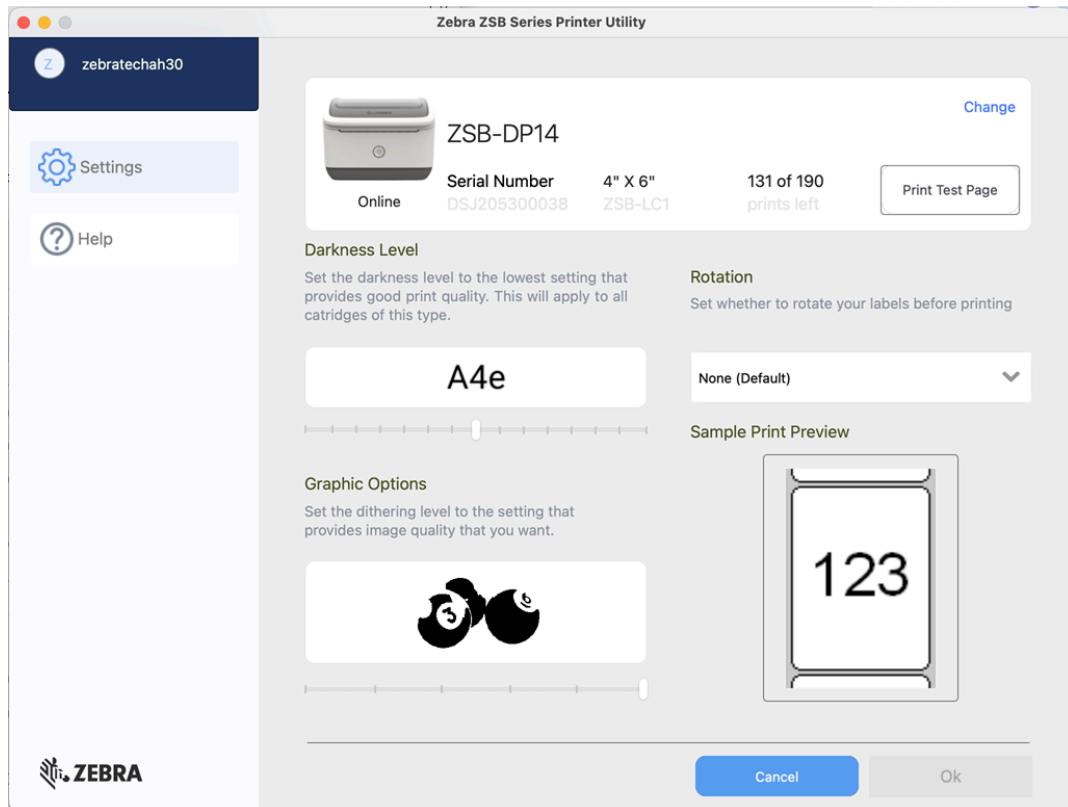 Zebra ZSB Series Printer Utility
Z
zebratechah30
Settings
Help
ZSB-DP14
Change
Online
Serial Number
DSJ205300038
4" X 6"
ZSB-LC1
131 of 190
prints left
Print Test Page
Darkness Level
Set the darkness level to the lowest setting that
provides good print quality. This will apply to all
catridges of this type.
A4e
Graphic Options
Set the dithering level to the setting that
provides image quality that you want.
3
Rotation
Set whether to rotate your labels before printing
None (Default)
Sample Print Preview
123
ZEBRA
Cancel
Ok